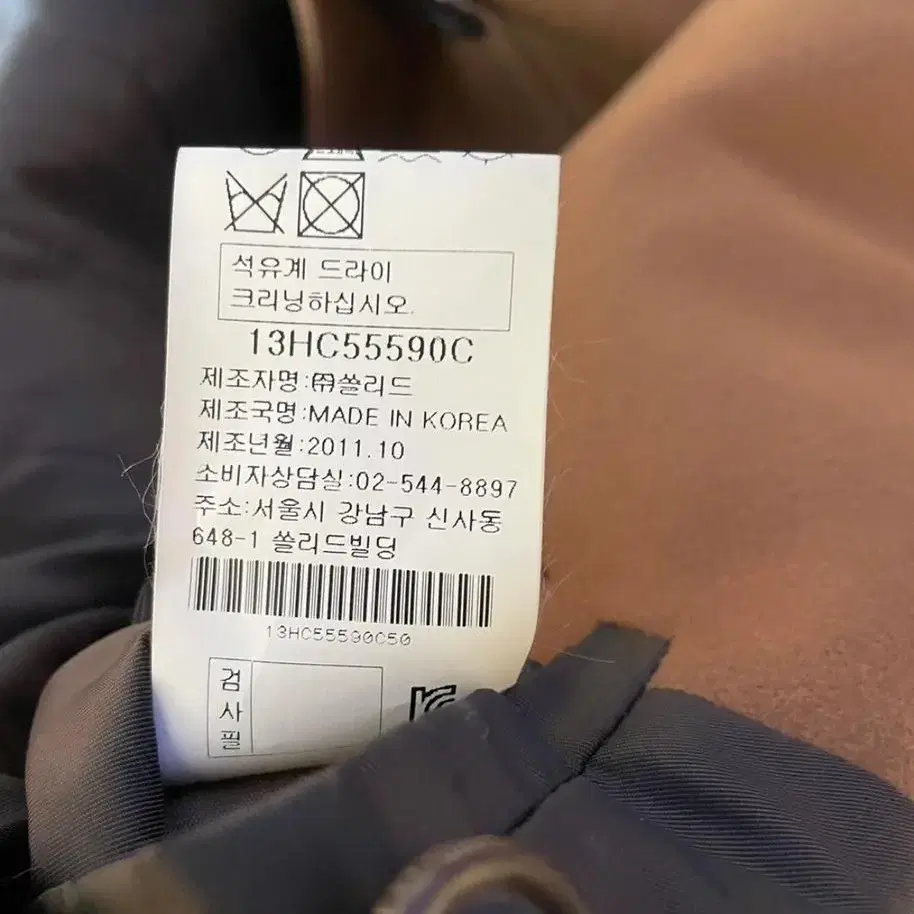 석유계 드라이
크리닝하십시오.
13HC55590C
제조자명:㈜쏠리드
제조국명:MADE IN KOREA
제조년월:2011.10
소비자상담실:02-544-8897
주소:서울시 강남구 신사동
648-1 쏠리드빌딩
13HC55590C50
검
사
필